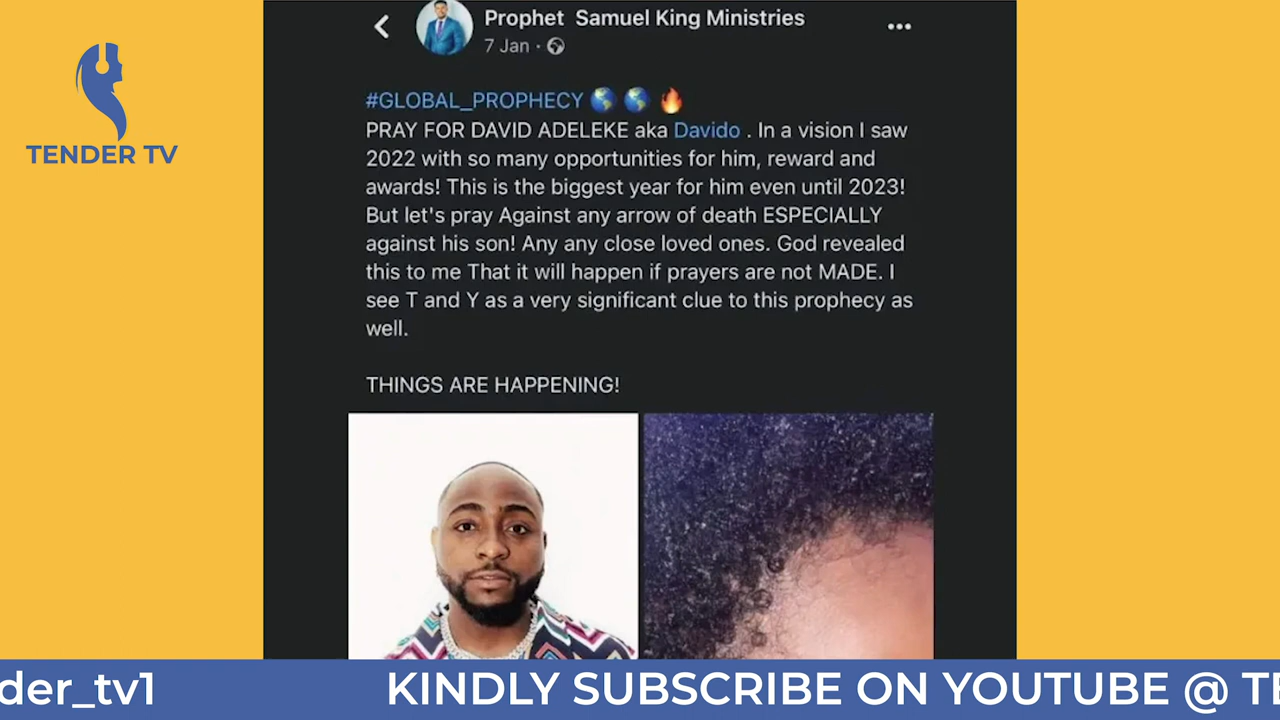 Prophet Samuel King Ministries
7 Jan ·
TENDER TV
#GLOBAL_PROPHECY 🌎 🌎 🔥
PRAY FOR DAVID ADELEKE aka Davido . In a vision I saw
2022 with so many opportunities for him, reward and
awards! This is the biggest year for him even until 2023!
But let's pray Against any arrow of death ESPECIALLY
against his son! Any any close loved ones. God revealed
this to me That it will happen if prayers are not MADE. I
see T and Y as a very significant clue to this prophecy as
well.
THINGS ARE HAPPENING!
der_tv1 KINDLY SUBSCRIBE ON YOUTUBE @ TE